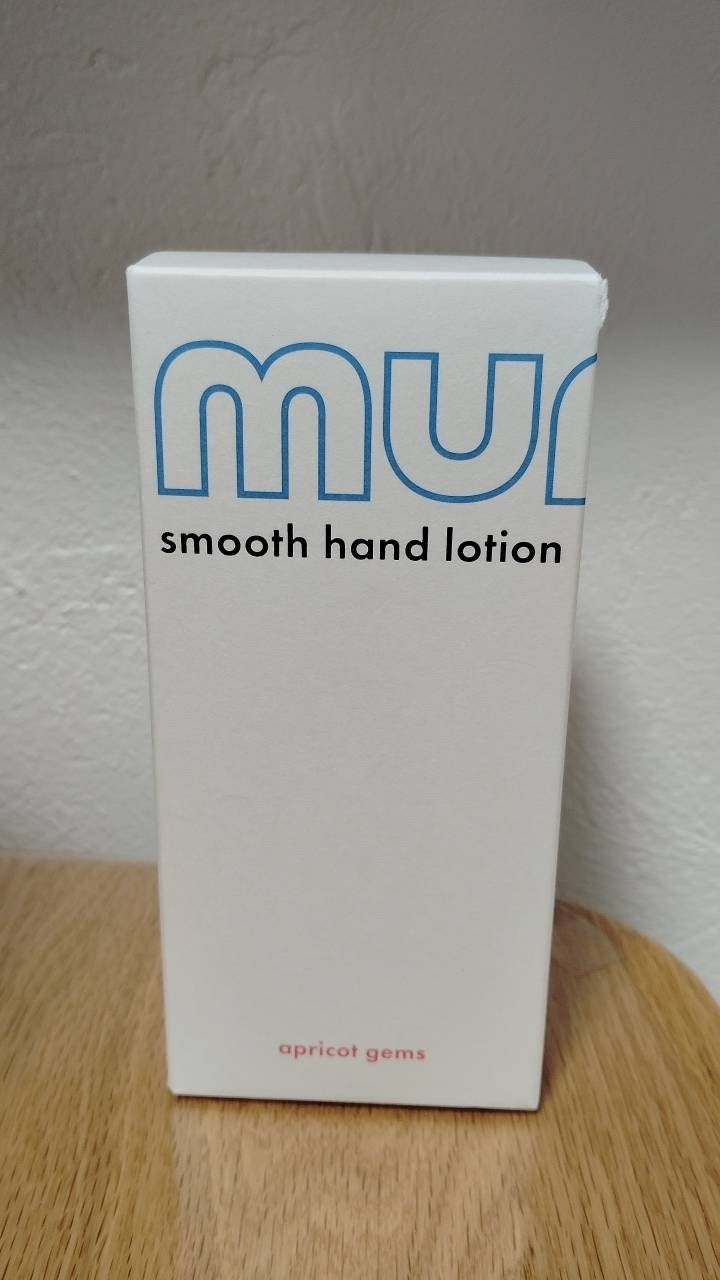 mu
smooth hand lotion
apricot gems